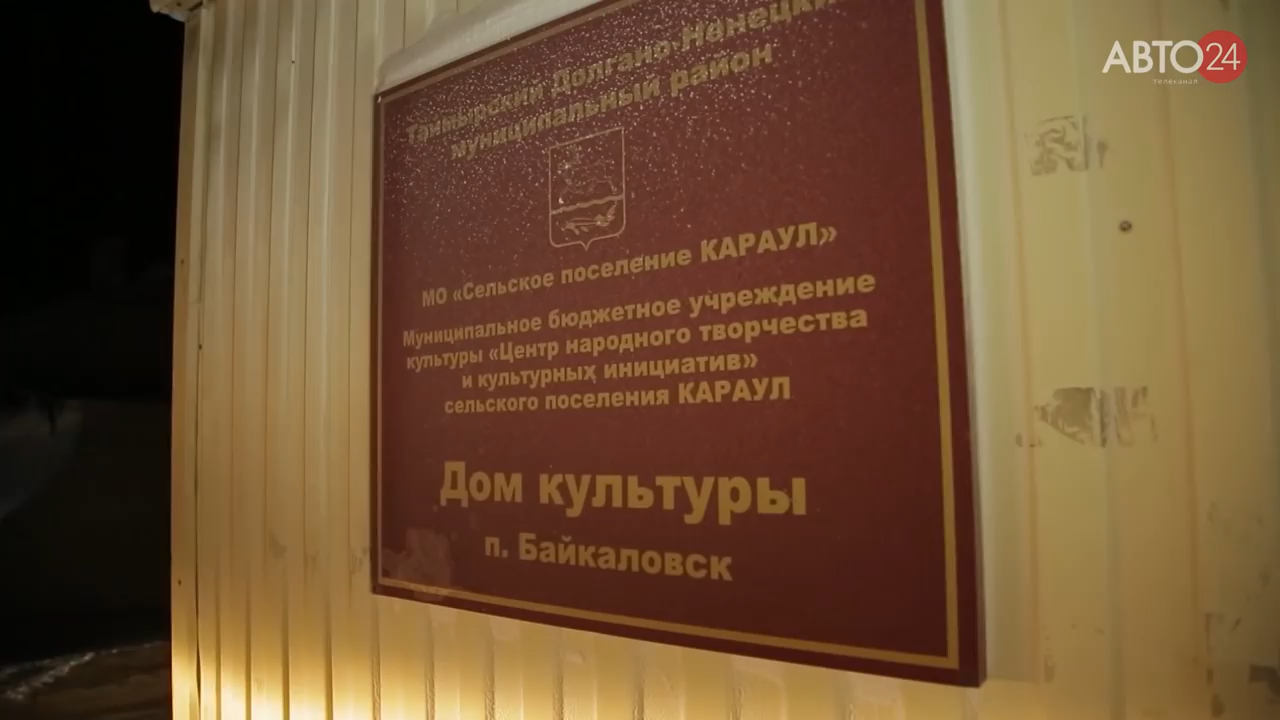 Таймырский Долгано-Ненецкий
муниципальный район
МО «Сельское поселение КАРАУЛ»
Муниципальное бюджетное учреждение
культуры «Центр народного творчества
и культурных инициатив»
сельского поселения КАРАУЛ
Дом культуры
п. Байкаловск
АВТО24
телеканал